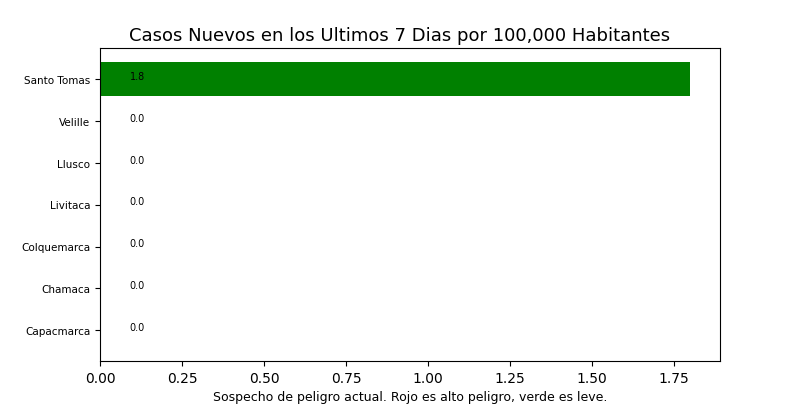 Casos Nuevos en los Ultimos 7 Dias por 100,000 Habitantes
Santo Tomas 1.8
Velille 0.0
Llusco 0.0
Livitaca 0.0
Colquemarca 0.0
Chamaca 0.0
Capacmarca 0.0
0.00 0.25 0.50 0.75 1.00 1.25 1.50 1.75
Sospecho de peligro actual. Rojo es alto peligro, verde es leve.